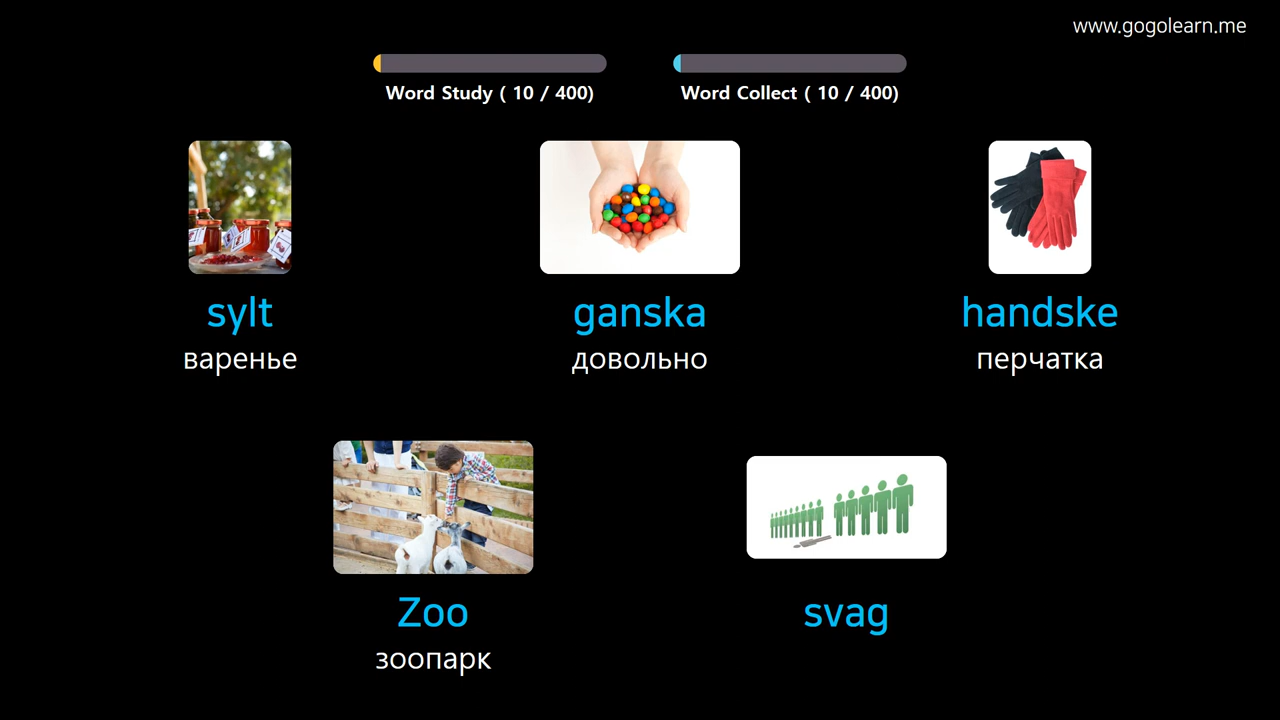 www.gogolearn.me
Word Study ( 10 / 400)
Word Collect ( 10 / 400)
sylt
варенье
ganska
довольно
handske
перчатка
Zoo
зоопарк
svag